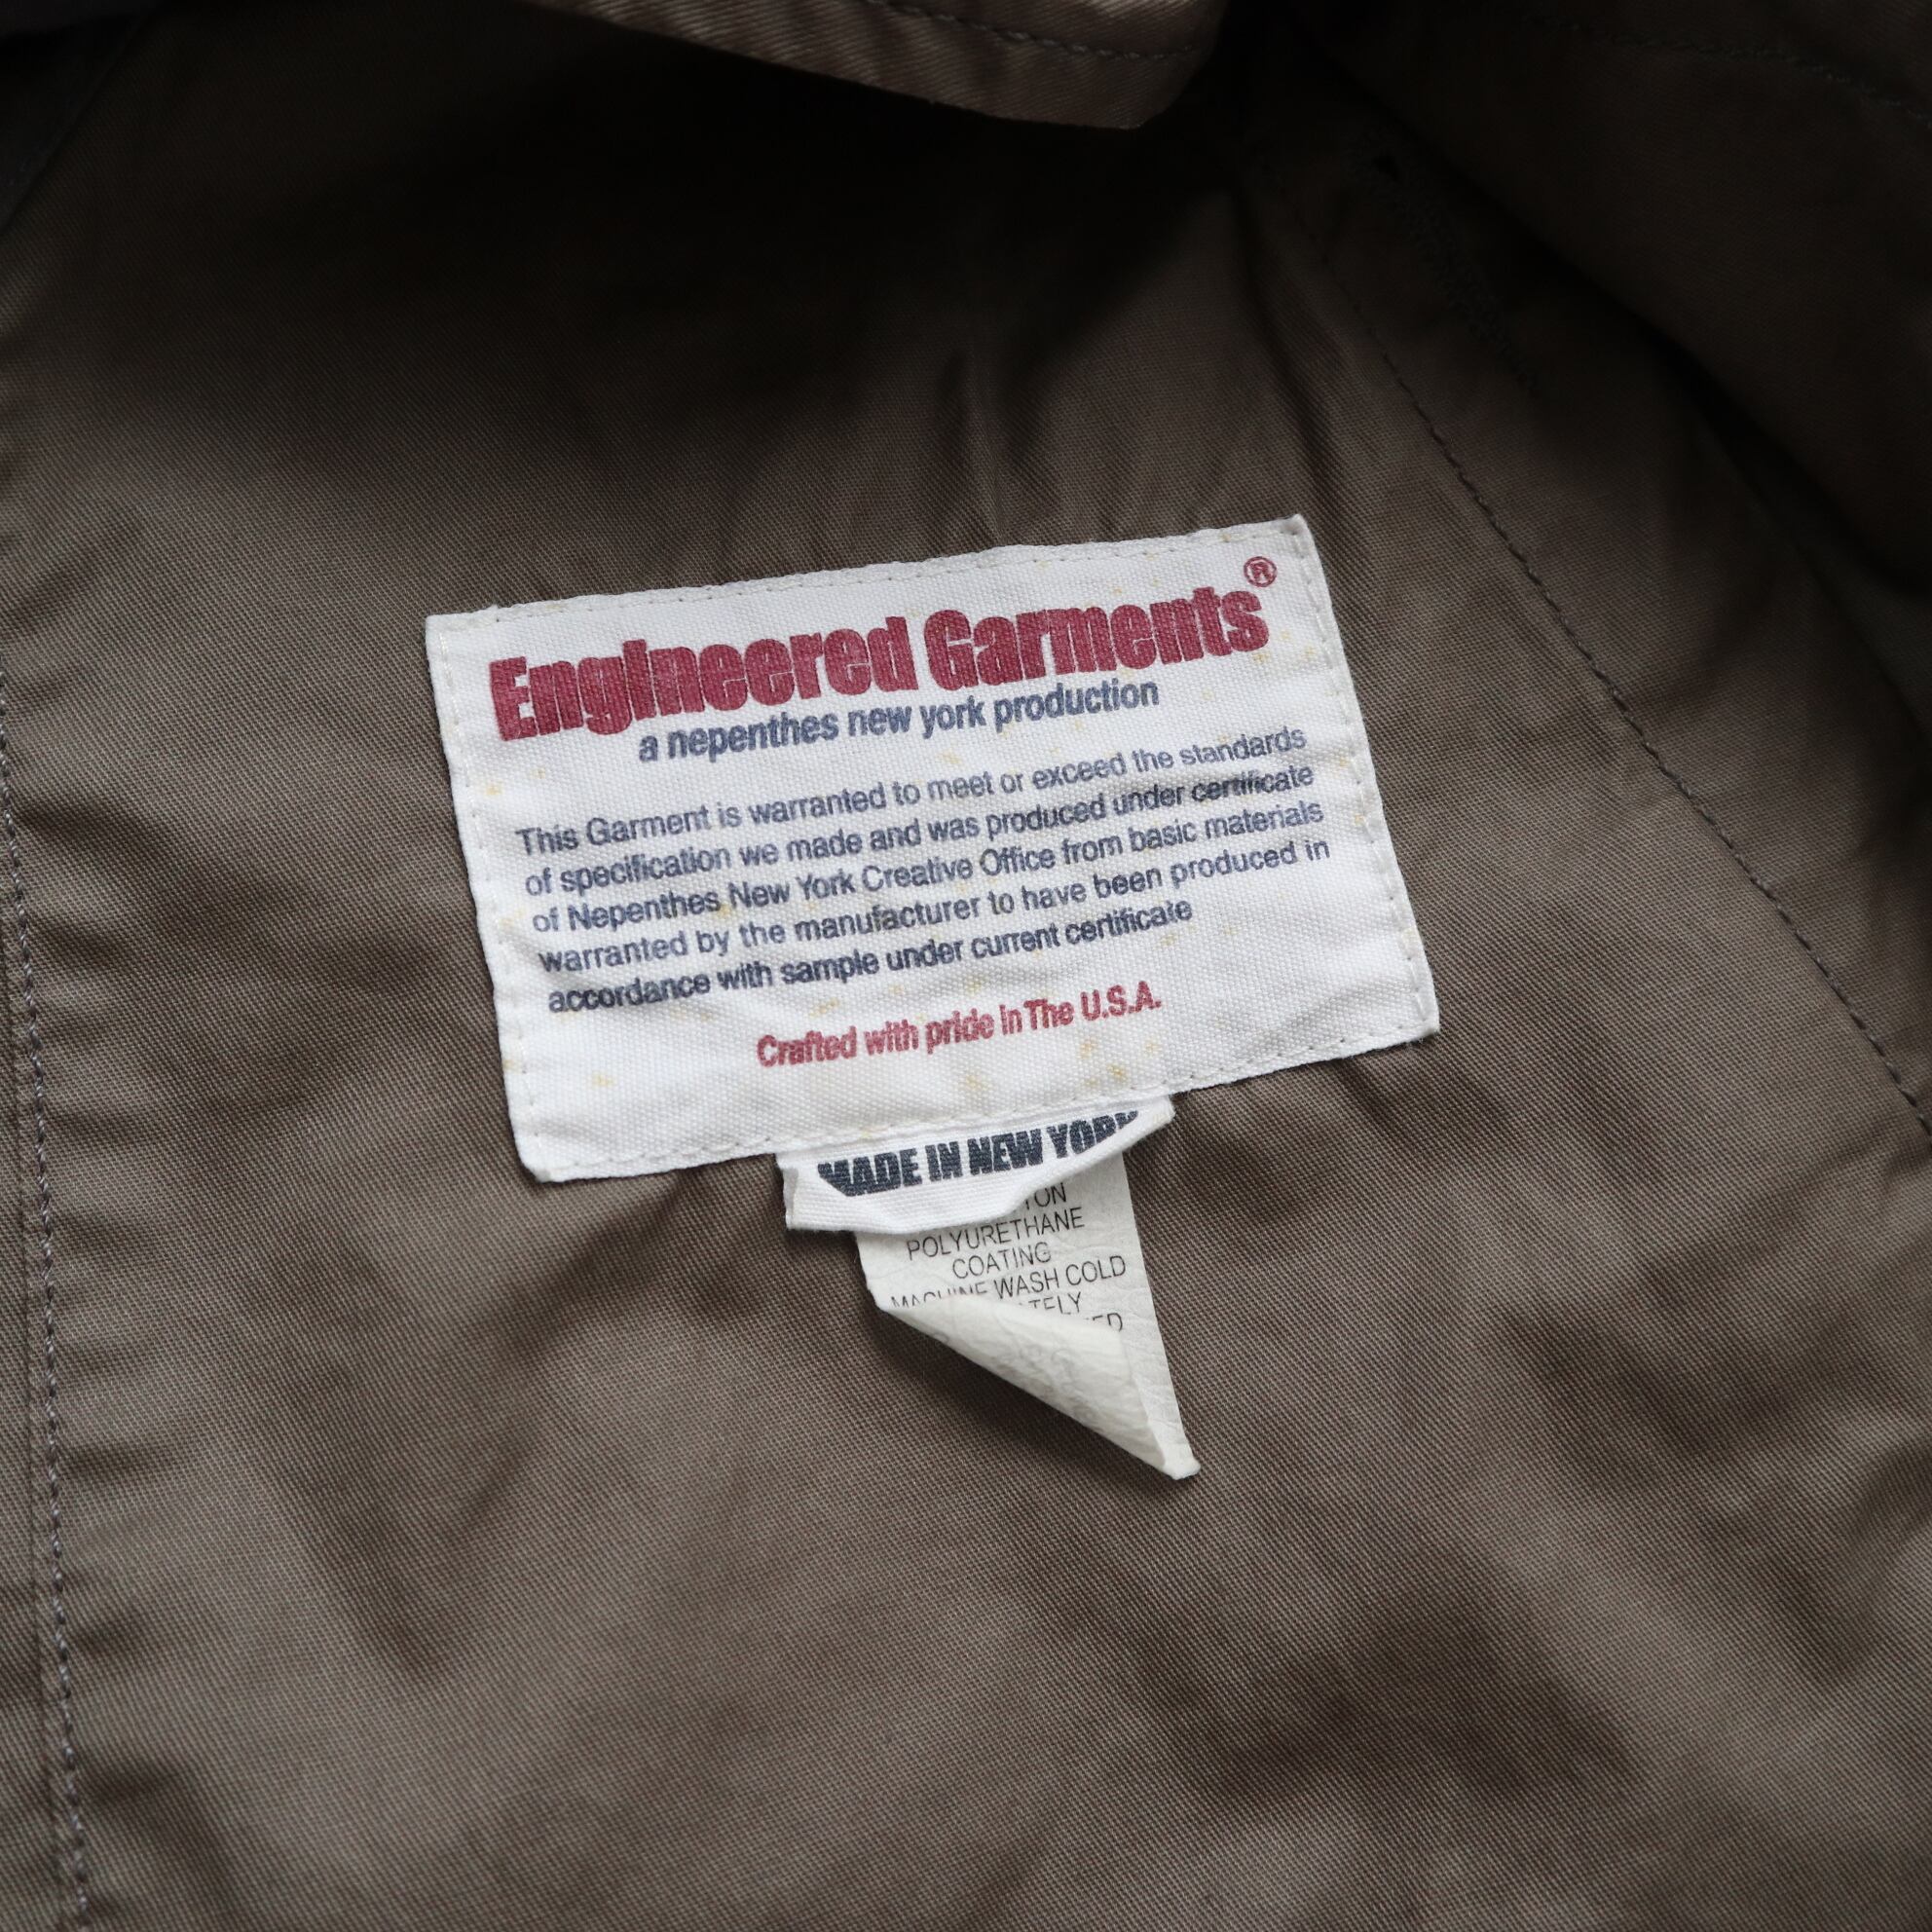 Engineered Garments®
a nepenthes new york production
This Garment is warranted to meet or exceed the standards
of specification we made and was produced under certificate
of Nepenthes New York Creative Office from basic materials
warranted by the manufacturer to have been produced in
accordance with sample under current certificate
Crafted with pride in The U.S.A.
MADE IN NEW YORK
POLYURETHANE
COATING
MACHINE WASH COLD